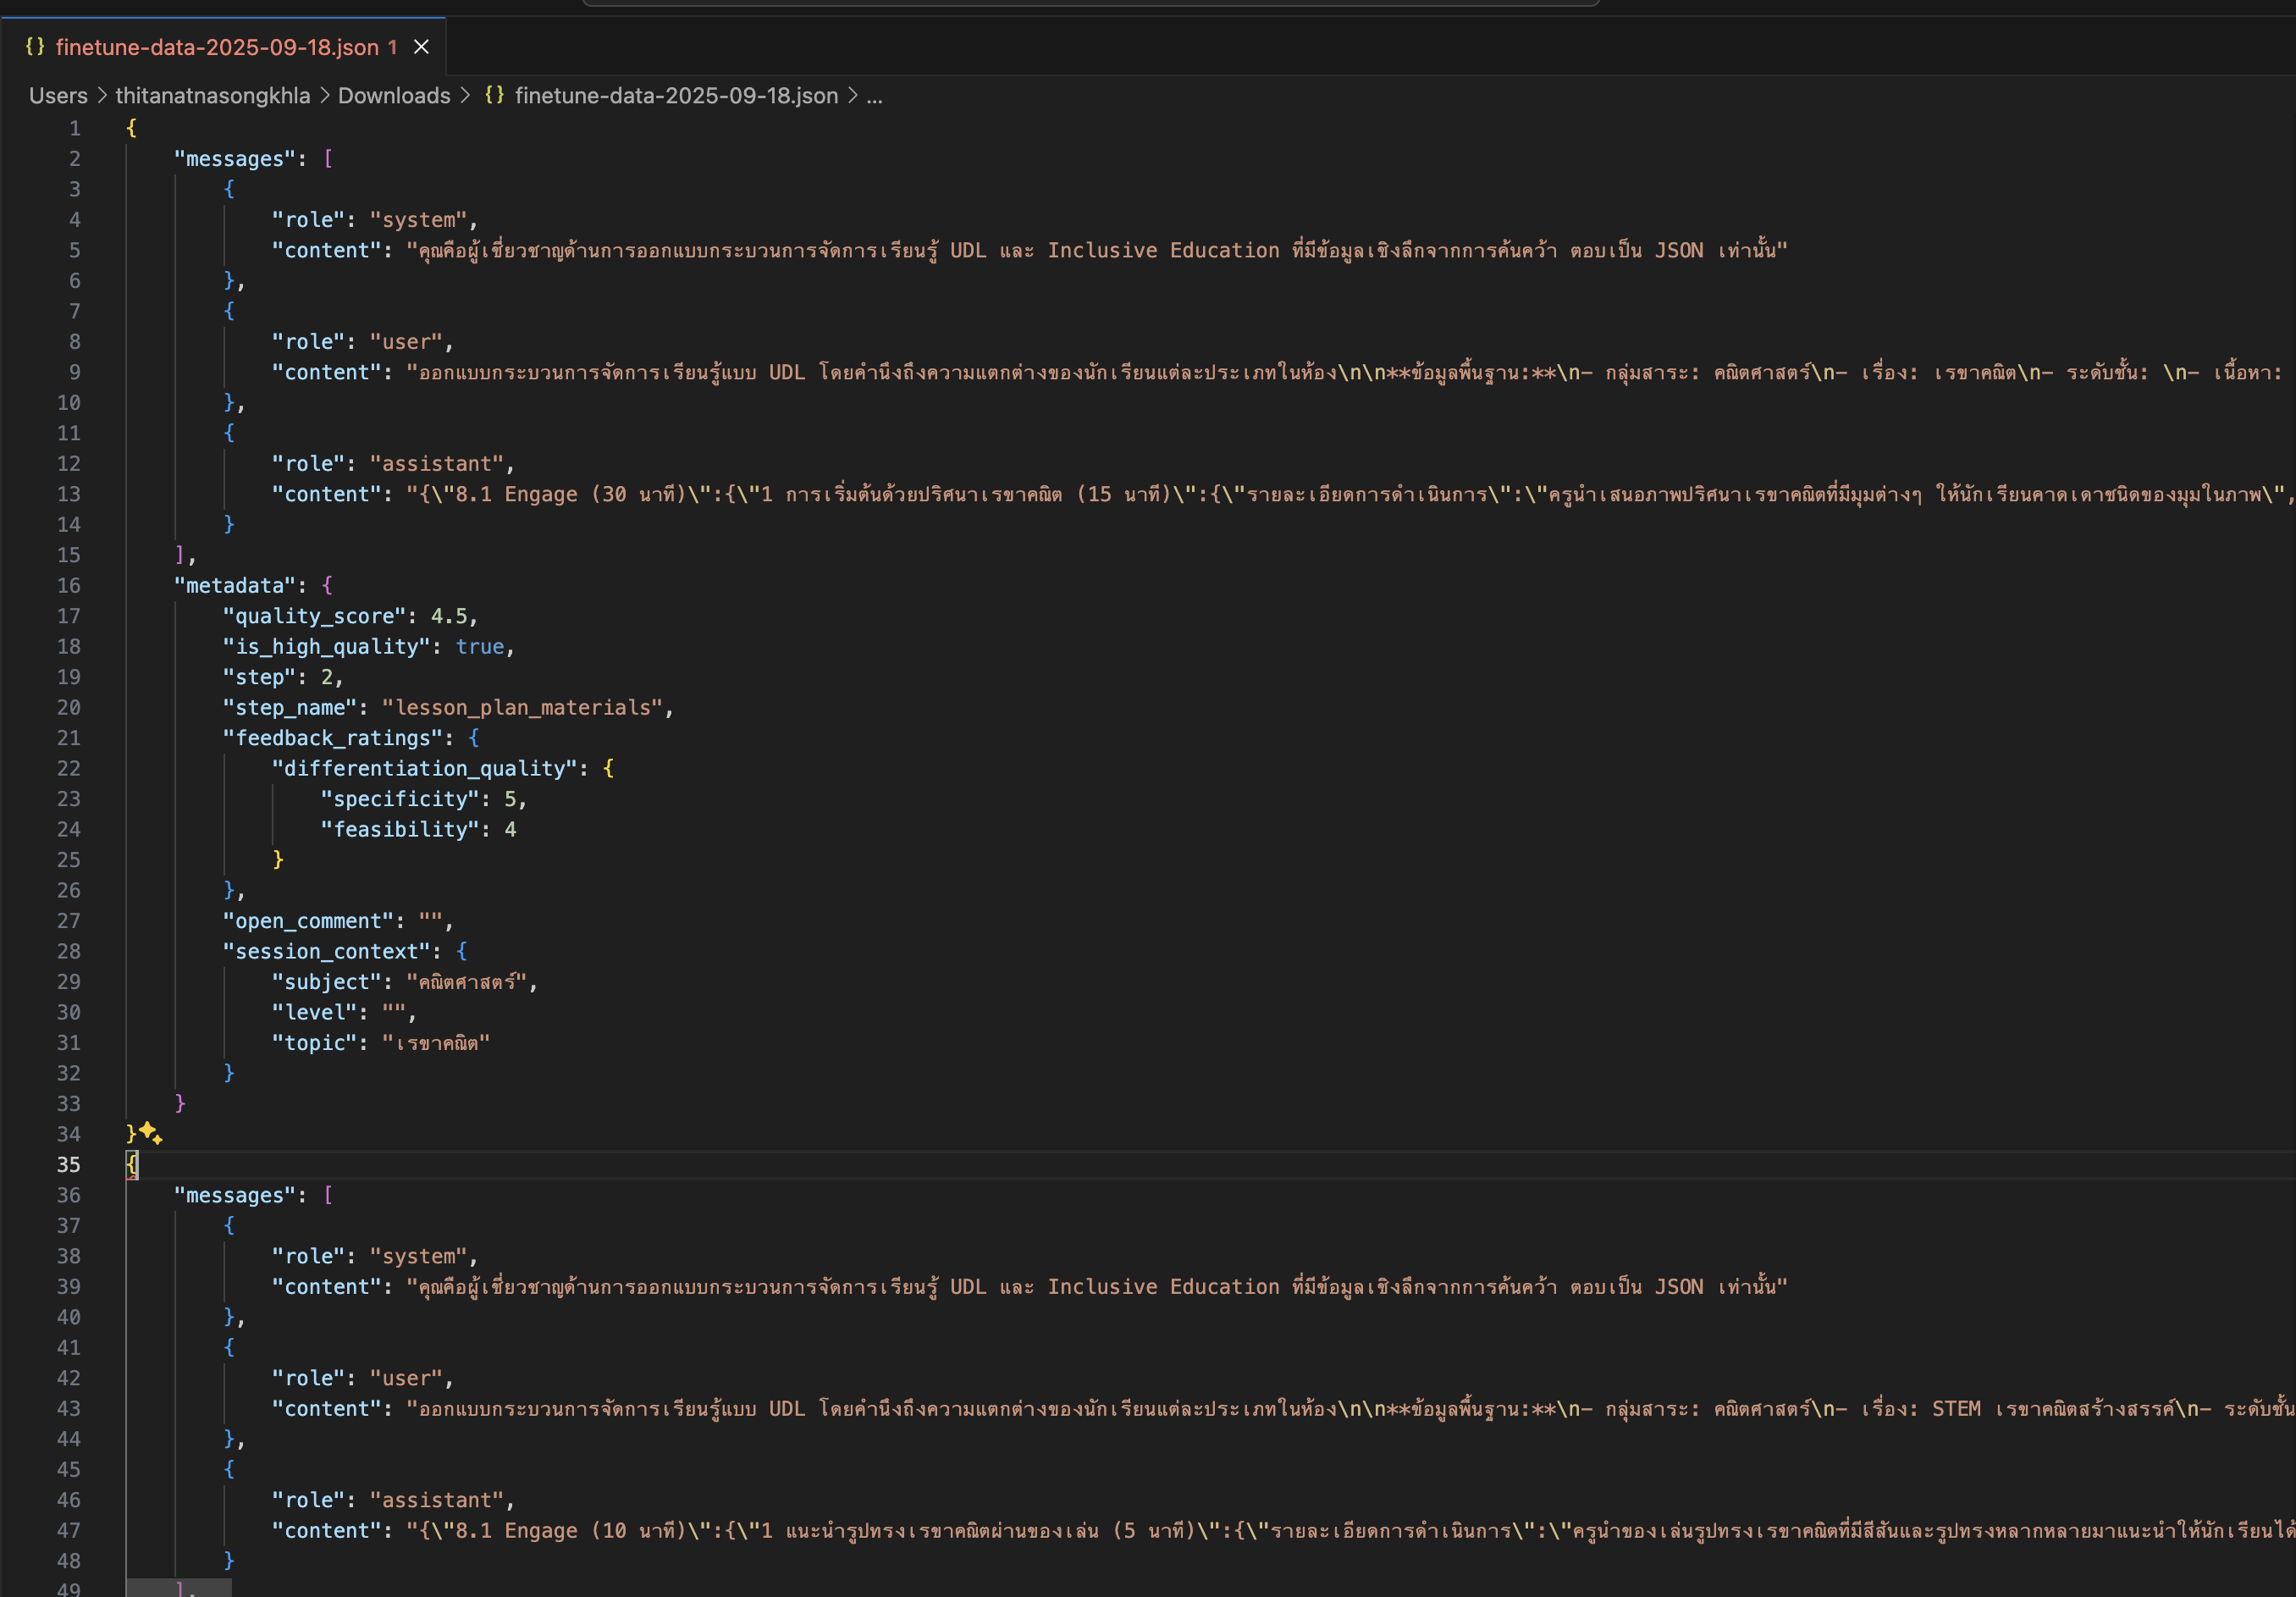 {} finetune-data-2025-09-18.json 1 ×
Users > thitanatnasongkhla > Downloads > {} finetune-data-2025-09-18.json > ...
1 {
2 "messages": [
3 {
4 "role": "system",
5 "content": "คุณคือผู้เชี่ยวชาญด้านการออกแบบกระบวนการจัดการเรียนรู้ UDL และ Inclusive Education ที่มีข้อมูลเชิงลึกจากการค้นคว้า ตอบเป็น JSON เท่านั้น"
6 },
7 {
8 "role": "user",
9 "content": "ออกแบบกระบวนการจัดการเรียนรู้แบบ UDL โดยคำนึงถึงความแตกต่างของนักเรียนแต่ละประเภทในห้อง\n\n**ข้อมูลพื้นฐาน:**\n- กลุ่มสาระ: คณิตศาสตร์\n- เรื่อง: เรขาคณิต\n- ระดับชั้น: \n- เนื้อหา:
10 },
11 {
12 "role": "assistant",
13 "content": "{\"8.1 Engage (30 นาที)\":{\"1 การเริ่มต้นด้วยปริศนาเรขาคณิต (15 นาที)\":{\"รายละเอียดการดำเนินการ\":\"ครูนำเสนอภาพปริศนาเรขาคณิตที่มีมุมต่างๆ ให้นักเรียนคาดเดาชนิดของมุมในภาพ\",
14 }
15 ],
16 "metadata": {
17 "quality_score": 4.5,
18 "is_high_quality": true,
19 "step": 2,
20 "step_name": "lesson_plan_materials",
21 "feedback_ratings": {
22 "differentiation_quality": {
23 "specificity": 5,
24 "feasibility": 4
25 }
26 },
27 "open_comment": "",
28 "session_context": {
29 "subject": "คณิตศาสตร์",
30 "level": "",
31 "topic": "เรขาคณิต"
32 }
33 }
34 }
35 {
36 "messages": [
37 {
38 "role": "system",
39 "content": "คุณคือผู้เชี่ยวชาญด้านการออกแบบกระบวนการจัดการเรียนรู้ UDL และ Inclusive Education ที่มีข้อมูลเชิงลึกจากการค้นคว้า ตอบเป็น JSON เท่านั้น"
40 },
41 {
42 "role": "user",
43 "content": "ออกแบบกระบวนการจัดการเรียนรู้แบบ UDL โดยคำนึงถึงความแตกต่างของนักเรียนแต่ละประเภทในห้อง\n\n**ข้อมูลพื้นฐาน:**\n- กลุ่มสาระ: คณิตศาสตร์\n- เรื่อง: STEM เรขาคณิตสร้างสรรค์\n- ระดับชั้น
44 },
45 {
46 "role": "assistant",
47 "content": "{\"8.1 Engage (10 นาที)\":{\"1 แนะนำรูปทรงเรขาคณิตผ่านของเล่น (5 นาที)\":{\"รายละเอียดการดำเนินการ\":\"ครูนำของเล่นรูปทรงเรขาคณิตที่มีสีสันและรูปทรงหลากหลายมาแนะนำให้นักเรียนได้
48 }
49 ],